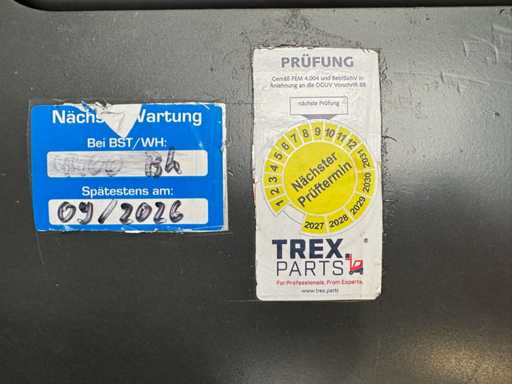 Nächste Wartung
Bei BST/WH:
Spätestens am:
09/2026
PRÜFUNG
Gemäß FEM 4.004 und BetrSichV in
Anlehnung an die DGUV Vorschrift 68
nächste Prüfung
1 2 3 4 5 6 7 8 9 10 11 12
Nächster
Prüftermin
2027 2028 2029 2030 2031
TREX.
PARTS
For Professionals. From Experts.
www.trex.parts